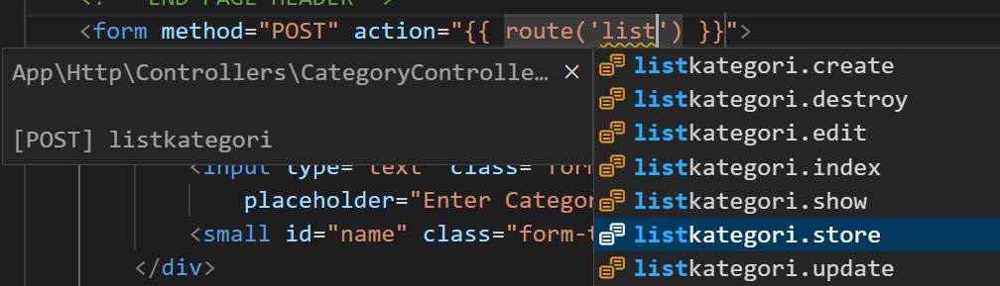 <!-- END PAGE HEADER -->
<form method="POST" action="{{ route('list') }}">
App\Http\Controllers\CategoryControlle…
[POST] listkategori
listkategori.create
listkategori.destroy
listkategori.edit
listkategori.index
listkategori.show
listkategori.store
listkategori.update
<input type="text" class="for
placeholder="Enter Categor
<small id="name" class="form-t
</div>